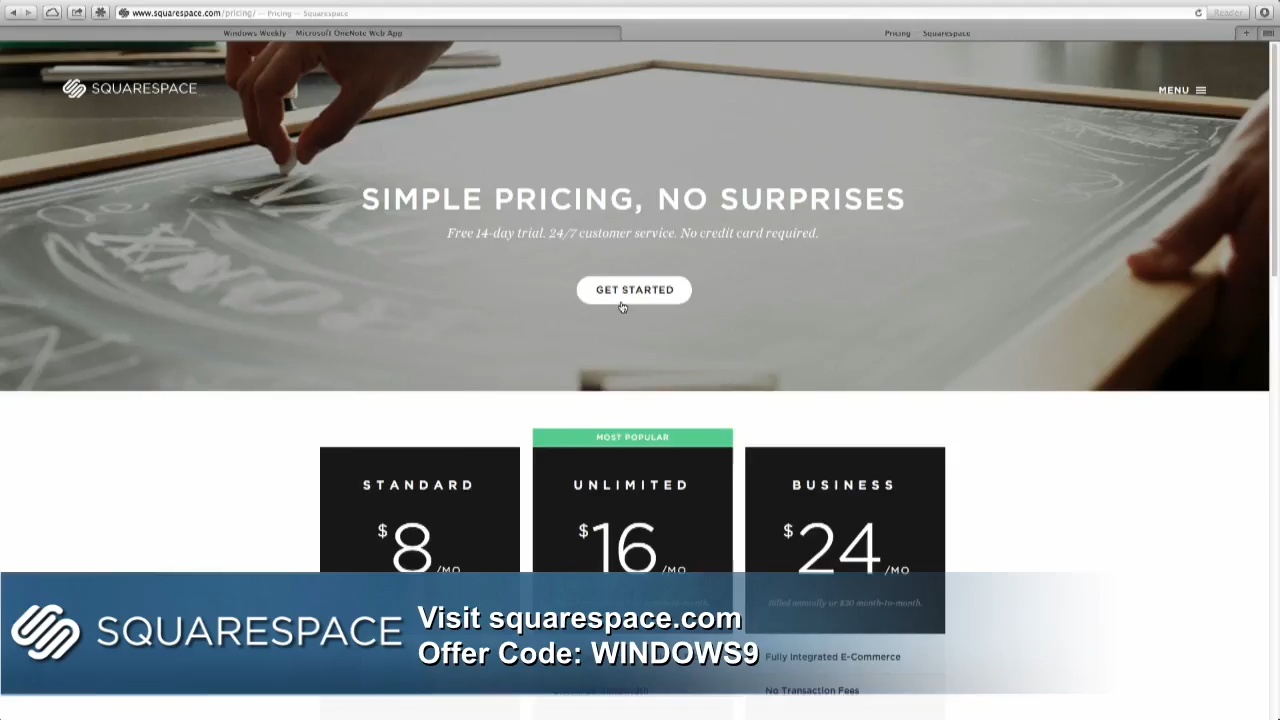 www.squarespace.com/pricing/ — Pricing — Squarespace
Reader
Windows Weekly
Microsoft OneNote Web App
Pricing
Squarespace
SQUARESPACE
MENU
SIMPLE PRICING, NO SURPRISES
Free 14-day trial. 24/7 customer service. No credit card required.
GET STARTED
MOST POPULAR
STANDARD
UNLIMITED
BUSINESS
$8/MO
$16/MO
$24/MO
Billed annually or $30 month-to-month.
SQUARESPACE
Visit squarespace.com
Offer Code: WINDOWS9
Fully Integrated E-Commerce
No Transaction Fees